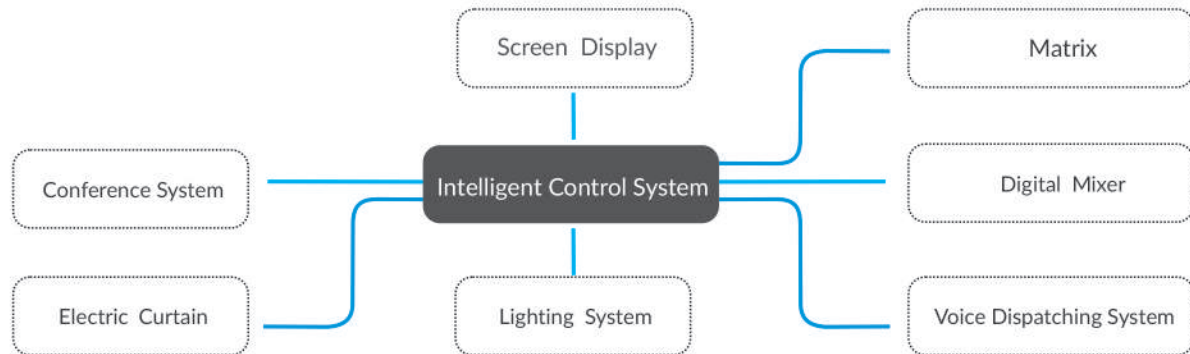 Screen Display
Matrix
Conference System
Intelligent Control System
Digital Mixer
Electric Curtain
Lighting System
Voice Dispatching System